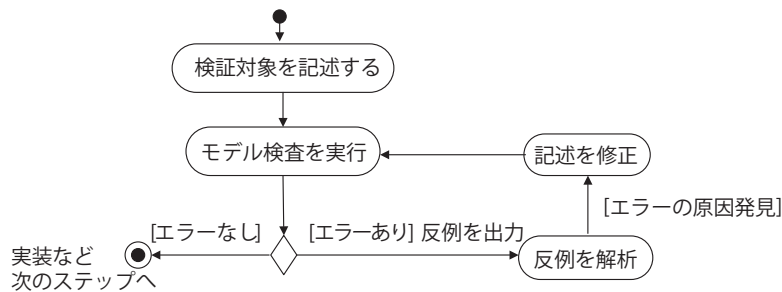 検証対象を記述する
モデル検査を実行
記述を修正
[エラーの原因発見]
[エラーなし]
[エラーあり] 反例を出力
反例を解析
実装など
次のステップへ